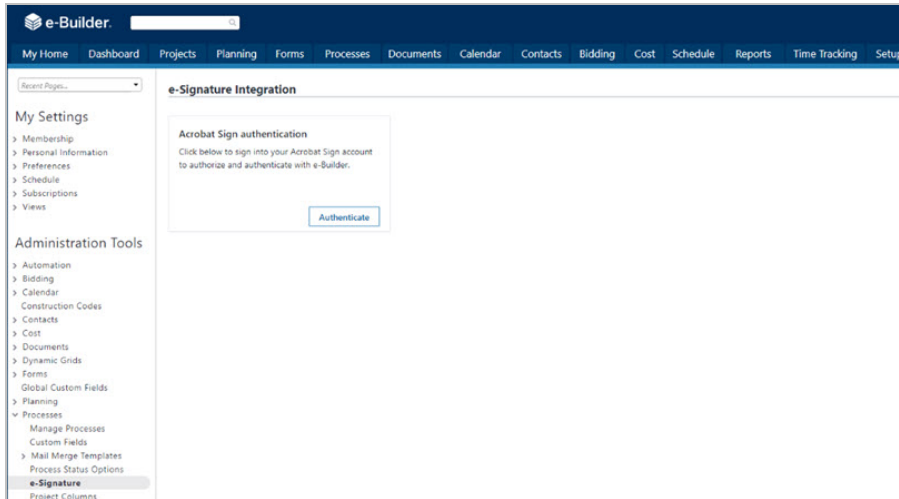 e-Builder.
My Home Dashboard Projects Planning Forms Processes Documents Calendar Contacts Bidding Cost Schedule Reports Time Tracking Setup
Recent Pages...
e-Signature Integration
My Settings
Membership
Personal Information
Preferences
Schedule
Subscriptions
Views
Acrobat Sign authentication
Click below to sign into your Acrobat Sign account
to authorize and authenticate with e-Builder.
Authenticate
Administration Tools
Automation
Bidding
Calendar
Construction Codes
Contacts
Cost
Documents
Dynamic Grids
Forms
Global Custom Fields
Planning
Processes
Manage Processes
Custom Fields
Mail Merge Templates
Process Status Options
e-Signature
Project Columns